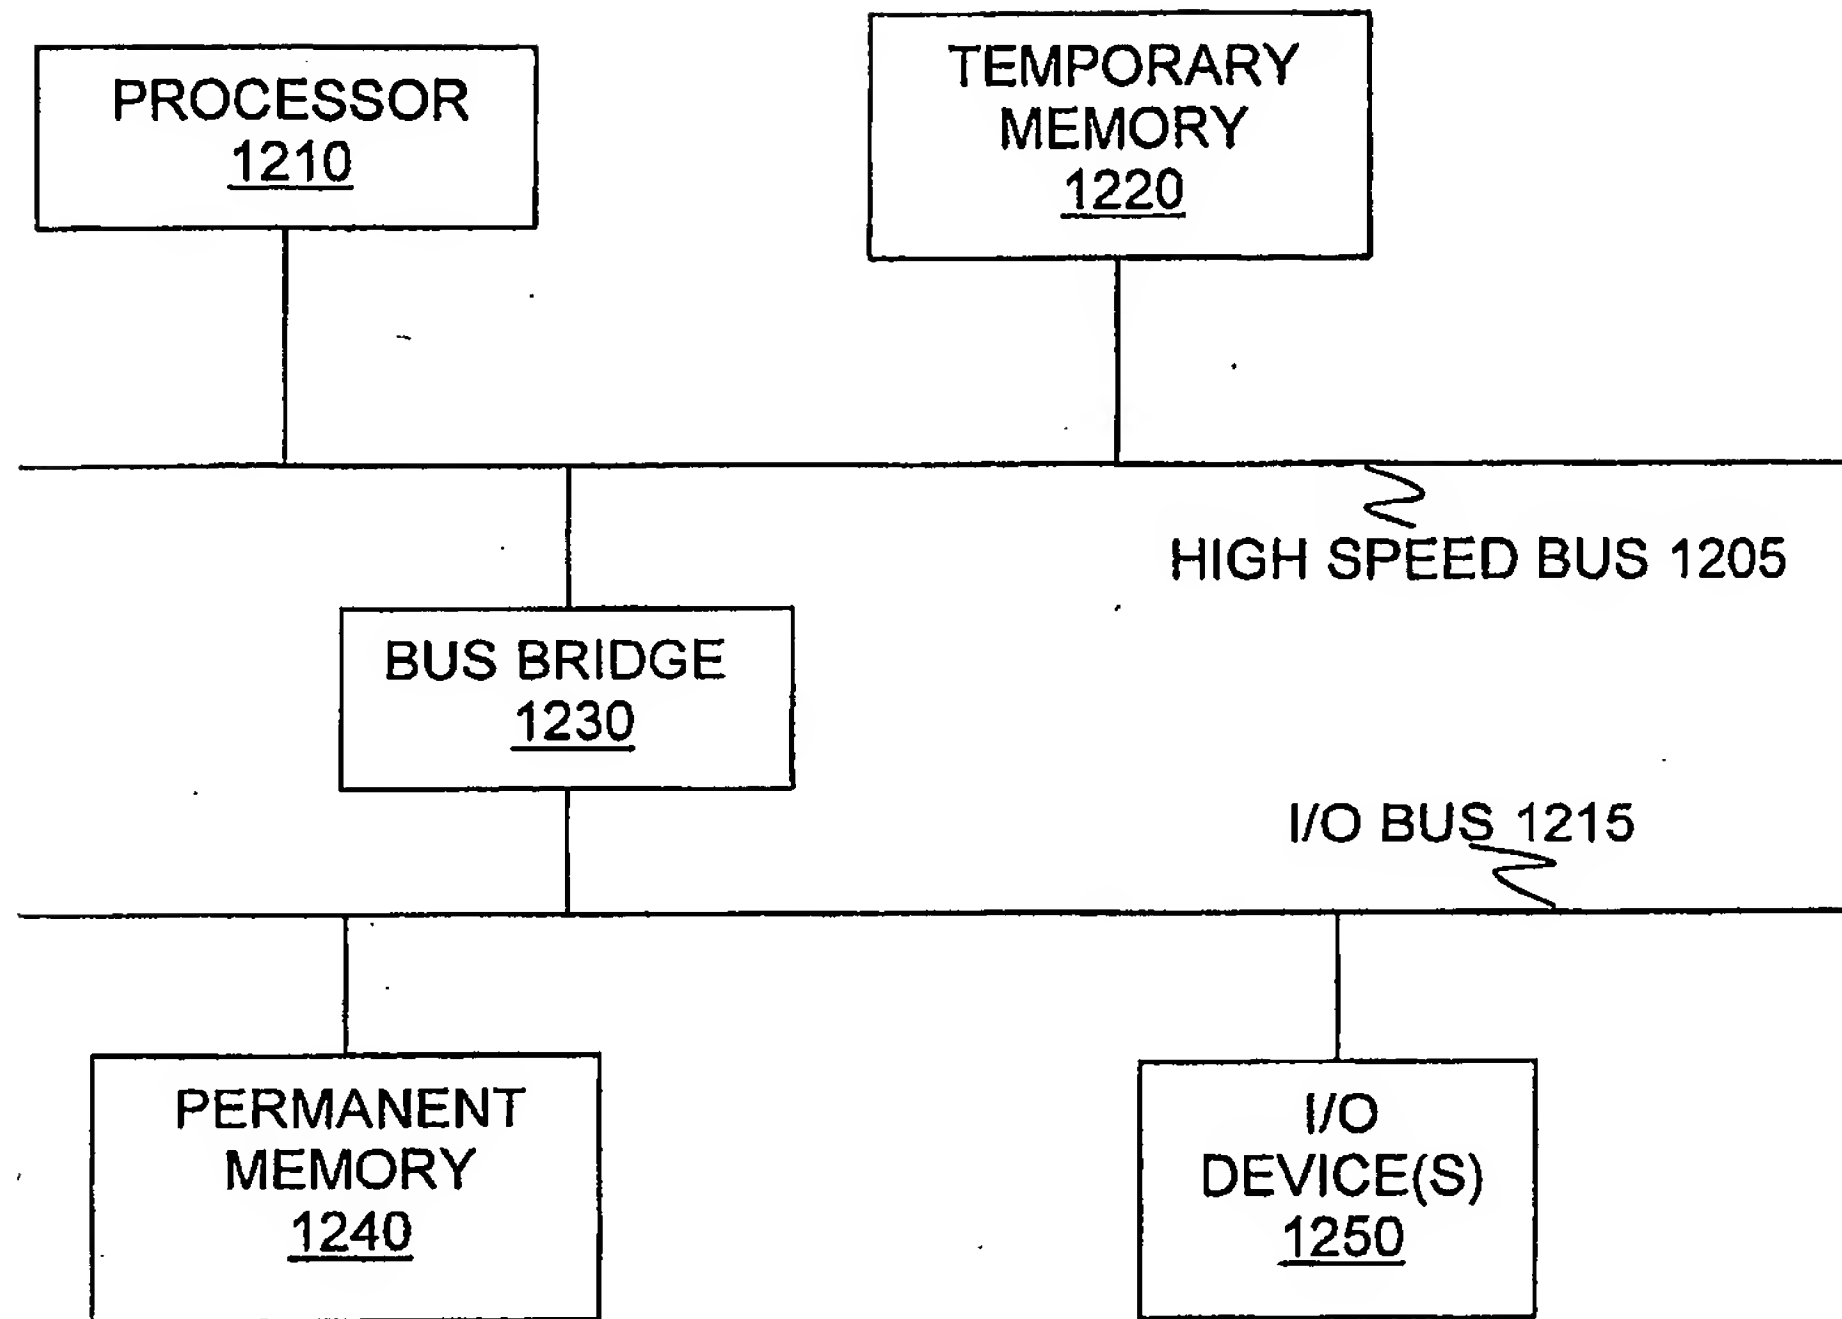 PROCESSOR
1210
TEMPORARY
MEMORY
1220
HIGH SPEED BUS 1205
BUS BRIDGE
1230
I/O BUS 1215
PERMANENT
MEMORY
1240
I/O
DEVICE(S)
1250